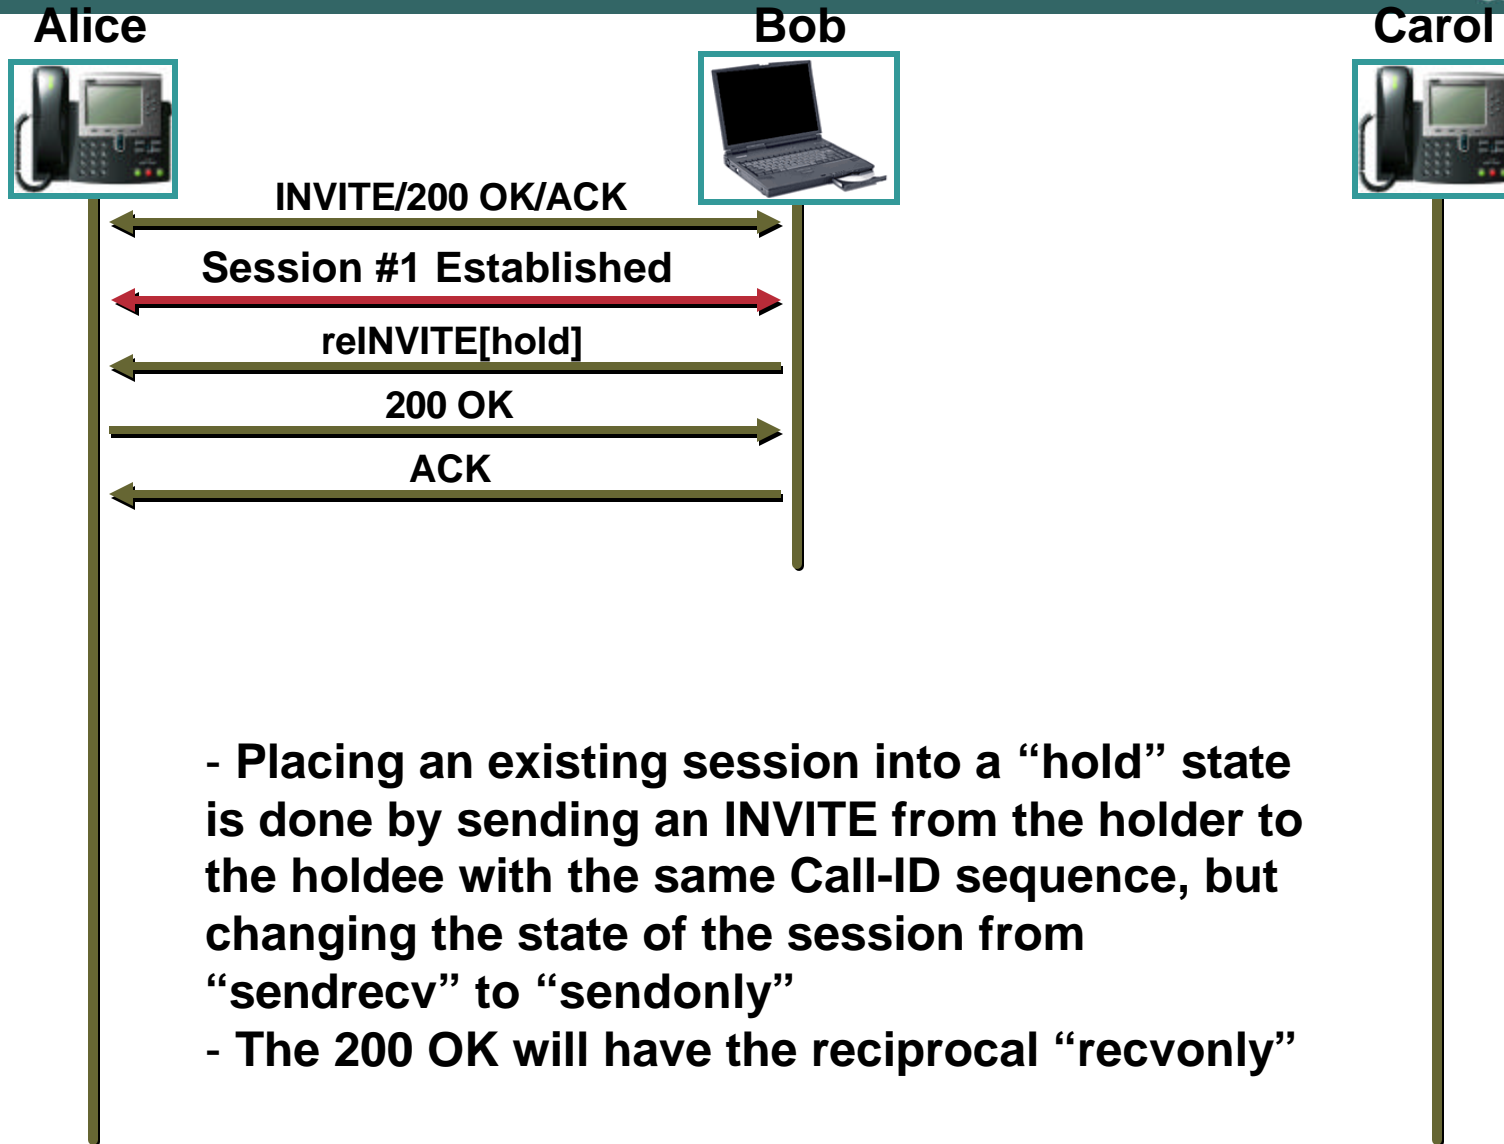 Alice
Bob
Carol
INVITE/200 OK/ACK
Session #1 Established
reINVITE[hold]
200 OK
ACK
- Placing an existing session into a “hold” state
is done by sending an INVITE from the holder to
the holdee with the same Call-ID sequence, but
changing the state of the session from
“sendrecv” to “sendonly”
- The 200 OK will have the reciprocal “recvonly”